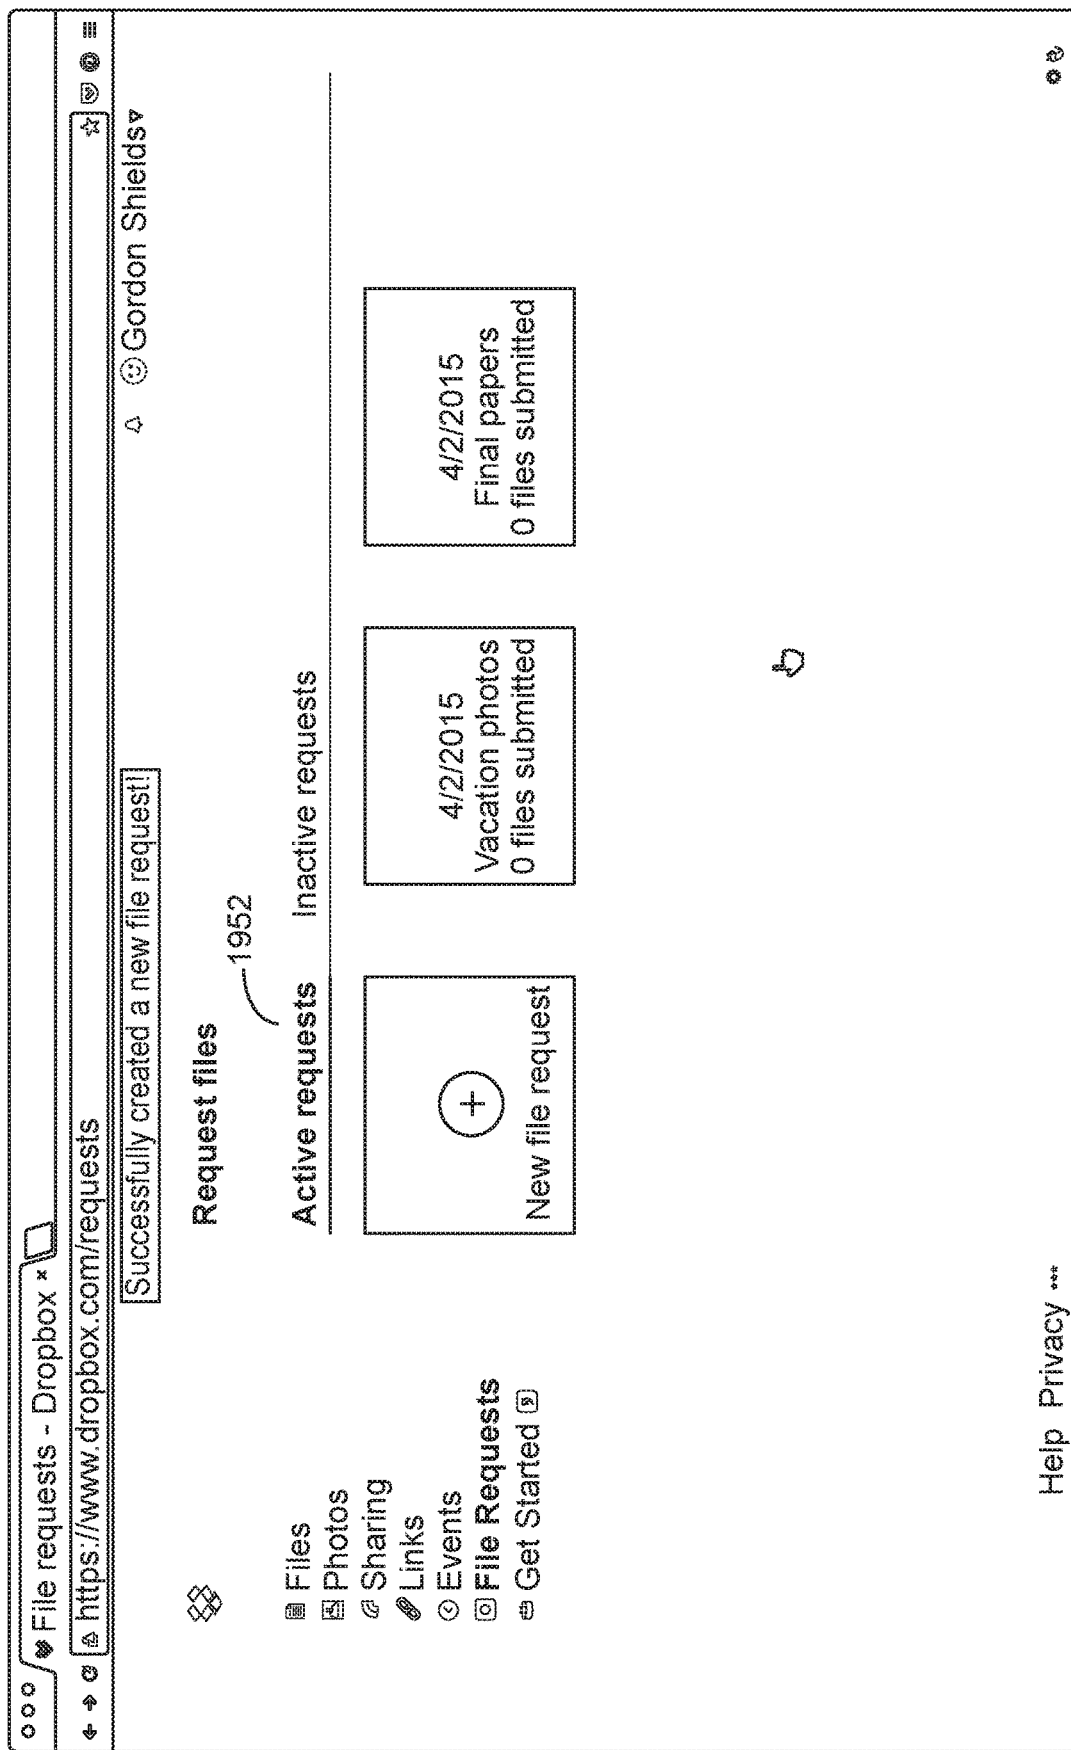 File requests - Dropbox ×
https://www.dropbox.com/requests
Successfully created a new file request!
Gordon Shields
Files
Photos
Sharing
Links
Events
File Requests
Get Started
Request files
1952
Active requests Inactive requests
+
New file request
4/2/2015
Vacation photos
0 files submitted
4/2/2015
Final papers
0 files submitted
Help Privacy •••